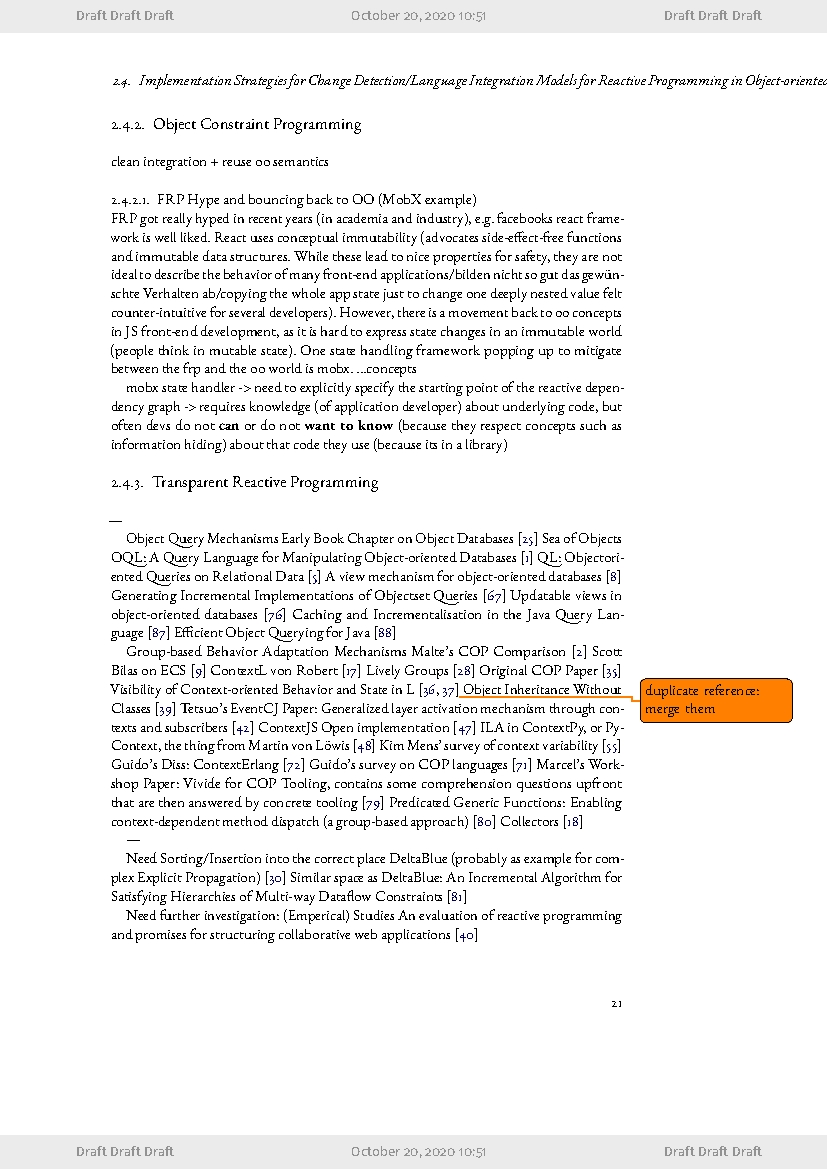 Draft Draft Draft October 20, 2020 10:51 Draft Draft Draft
2.4. Implementation Strategies for Change Detection/Language Integration Models for Reactive Programming in Object-oriented
2.4.2. Object Constraint Programming
clean integration + reuse oo semantics
2.4.2.1. FRP Hype and bouncing back to OO (MobX example)
FRP got really hyped in recent years (in academia and industry), e.g. facebooks react frame-
work is well liked. React uses conceptual immutability (advocates side-effect-free functions
and immutable data structures. While these lead to nice properties for safety, they are not
ideal to describe the behavior of many front-end applications/bilden nicht so gut das gewün-
schte Verhalten ab/copying the whole app state just to change one deeply nested value felt
counter-intuitive for several developers). However, there is a movement back to oo concepts
in JS front-end development, as it is hard to express state changes in an immutable world
(people think in mutable state). One state handling framework popping up to mitigate
between the frp and the oo world is mobx. ...concepts
mobx state handler -> need to explicitly specify the starting point of the reactive depen-
dency graph -> requires knowledge (of application developer) about underlying code, but
often devs do not can or do not want to know (because they respect concepts such as
information hiding) about that code they use (because its in a library)
2.4.3. Transparent Reactive Programming
—
Object Query Mechanisms Early Book Chapter on Object Databases [25] Sea of Objects
OQL: A Query Language for Manipulating Object-oriented Databases [1] QL: Objectori-
ented Queries on Relational Data [5] A view mechanism for object-oriented databases [8]
Generating Incremental Implementations of Objectset Queries [67] Updatable views in
object-oriented databases [76] Caching and Incrementalisation in the Java Query Lan-
guage [87] Efficient Object Querying for Java [88]
Group-based Behavior Adaptation Mechanisms Malte's COP Comparison [2] Scott
Bilas on ECS [9] ContextL von Robert [17] Lively Groups [28] Original COP Paper [35]
Visibility of Context-oriented Behavior and State in L [36, 37] Object Inheritance Without
duplicate reference:
merge them
Classes [39] Tetsuo's EventCJ Paper: Generalized layer activation mechanism through con-
texts and subscribers [42] ContextJS Open implementation [47] ILA in ContextPy, or Py-
Context, the thing from Martin von Löwis [48] Kim Mens' survey of context variability [55]
Guido's Diss: ContextErlang [72] Guido's survey on COP languages [71] Marcel's Work-
shop Paper: Vivide for COP Tooling, contains some comprehension questions upfront
that are then answered by concrete tooling [79] Predicated Generic Functions: Enabling
context-dependent method dispatch (a group-based approach) [80] Collectors [18]
—
Need Sorting/Insertion into the correct place DeltaBlue (probably as example for com-
plex Explicit Propagation) [30] Similar space as DeltaBlue: An Incremental Algorithm for
Satisfying Hierarchies of Multi-way Dataflow Constraints [81]
Need further investigation: (Emperical) Studies An evaluation of reactive programming
and promises for structuring collaborative web applications [40]
21
Draft Draft Draft October 20, 2020 10:51 Draft Draft Draft